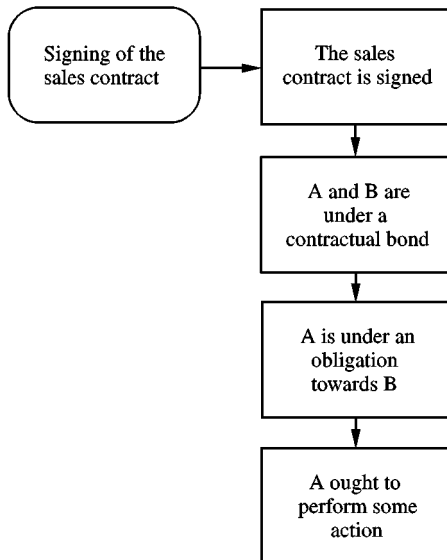 Signing of the
sales contract
The sales
contract is signed
A and B are
under a
contractual bond
A is under an
obligation
towards B
A ought to
perform some
action